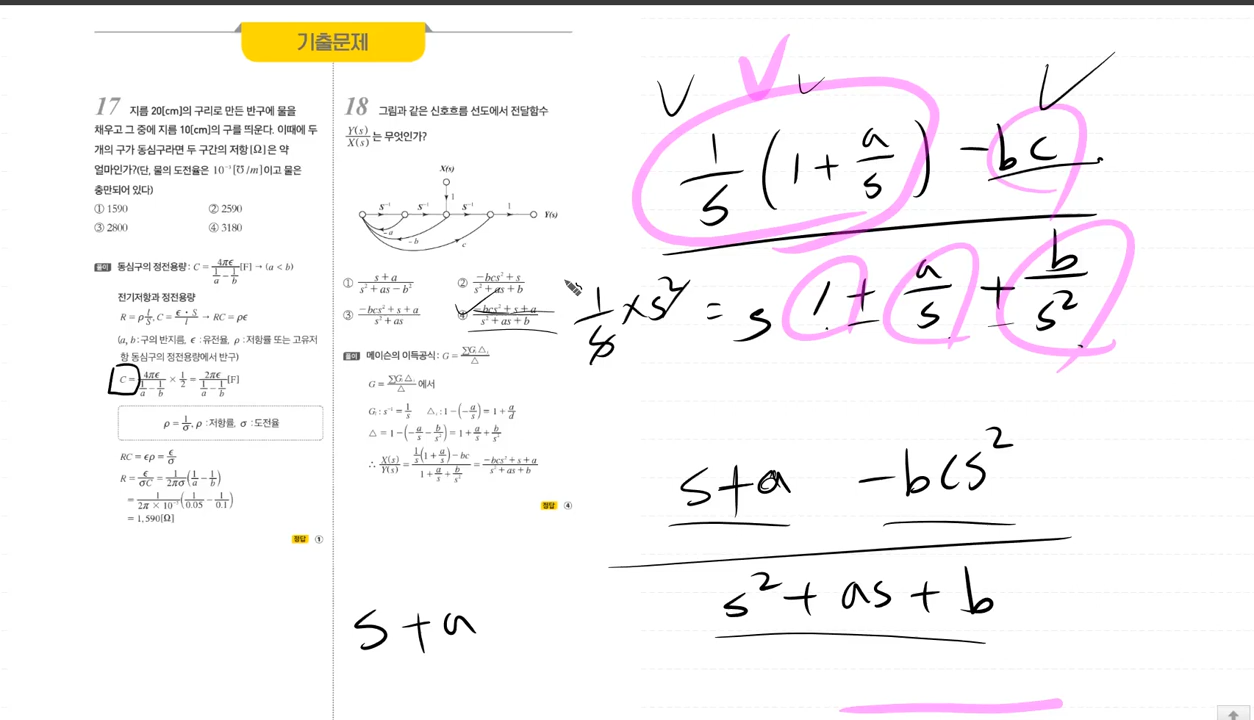 기출문제
17 지름 20[cm]의 구리로 만든 반구에 물을
채우고 그 중에 지름 10[cm]의 구를 띄운다. 이때에 두
개의 구가 동심구라면 두 구간의 저항[Ω]은 약
얼마인가?(단, 물의 도전율은 10⁻³[℧/m]이고 물은
충만되어 있다)
① 1590 ② 2590
③ 2800 ④ 3180
풀이 동심구의 정전용량 : C = 4πε / (1/a - 1/b) [F] → (a < b)
전기저항과 정전용량
R = ρ l/S, C = ε·S/l → RC = ρε
(a, b : 구의 반지름, ε : 유전율, ρ : 저항률 또는 고유저
항 동심구의 정전용량에서 반구)
C = 4πε / (1/a - 1/b) × 1/2 = 2πε / (1/a - 1/b) [F]
ρ = 1/σ, ρ : 저항률, σ : 도전율
RC = ερ = ε/σ
R = ε/σC = 1/2πσ (1/a - 1/b)
= 1/(2π × 10⁻³) (1/0.05 - 1/0.1)
= 1,590[Ω]
정답 ①
18 그림과 같은 신호흐름 선도에서 전달함수
Y(s)/X(s) 는 무엇인가?
X(s)
1
S⁻¹ S⁻¹ S⁻¹ 1 Y(s)
-a
-b
c
① (s+a)/(s²+as-b²) ② (-bcs²+s)/(s²+as+b)
③ (-bcs²+s+a)/(s²+as) ④ (-bcs²+s+a)/(s²+as+b)
풀이 메이슨의 이득공식 : G = ΣGᵢ△ᵢ/△
G = ΣGᵢ△ᵢ/△ 에서
Gᵢ : s⁻¹ = 1/s △ᵢ : 1-(-a/s) = 1+a/d
△ = 1-(-a/s - b/s²) = 1 + a/s + b/s²
∴ X(s)/Y(s) = (1/s(1+a/s)-bc)/(1+a/s+b/s²) = (-bcs²+s+a)/(s²+as+b)
정답 ④
1/s (1 + a/s) - bc
1 + a/s + b/s²
1/s × s² = s
s+a -bcs²
s² + as + b
s + a